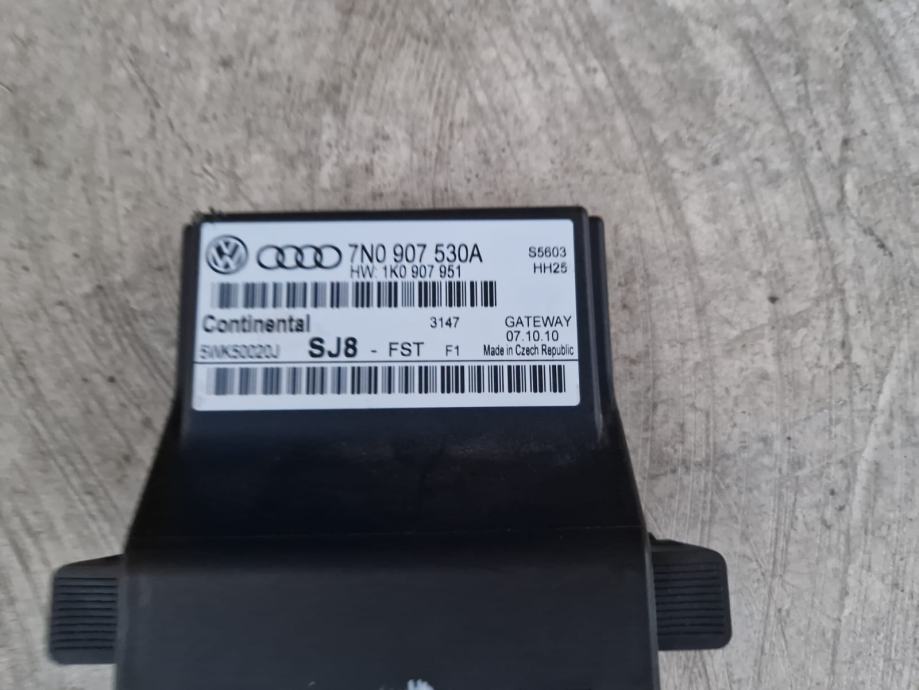 7N0 907 530A
HW: 1K0 907 951
S5603
HH25
Continental
3147
GATEWAY
07.10.10
5WK50020J SJ8 - FST F1
Made in Czech Republic